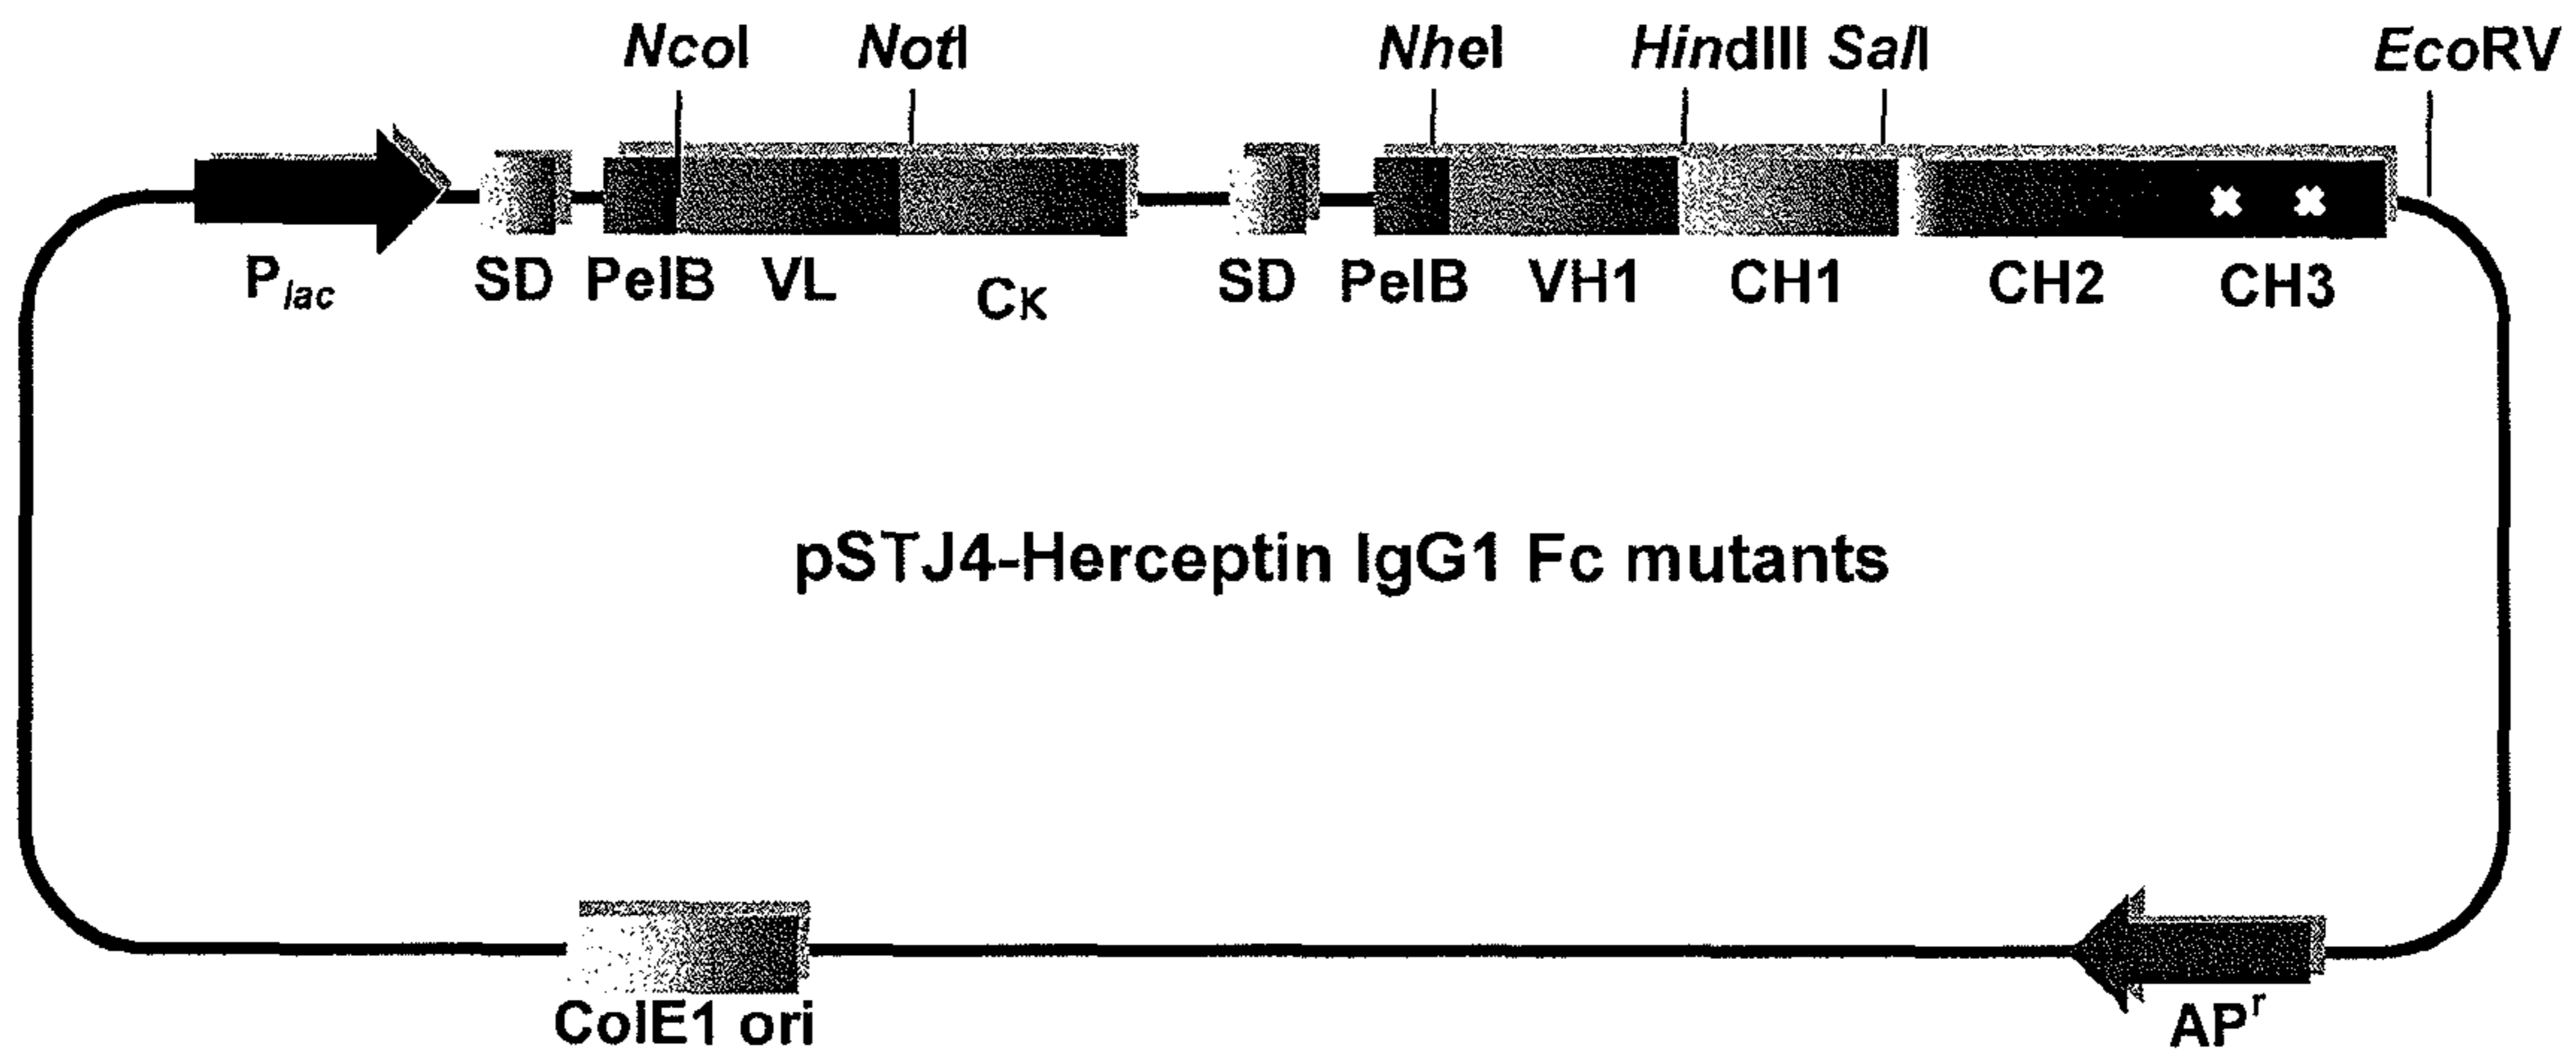 NcoI NotI NheI HindIII SalI EcoRV
Plac SD PelB VL Cκ SD PelB VH1 CH1 CH2 CH3
pSTJ4-Herceptin IgG1 Fc mutants
ColE1 ori APr